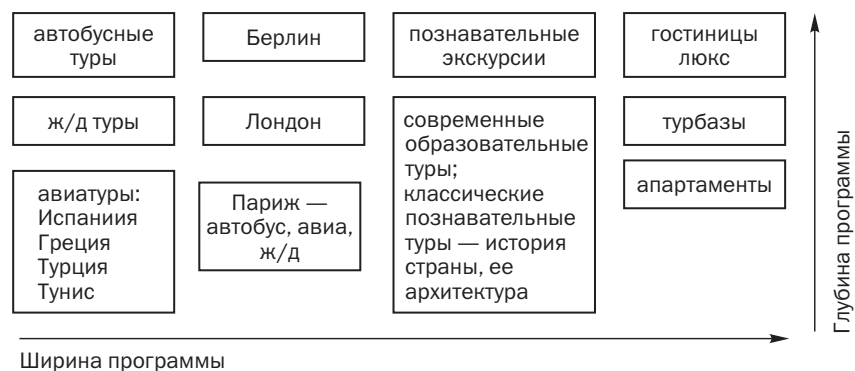 автобусные
туры
Берлин
познавательные
экскурсии
гостиницы
люкс
ж/д туры
Лондон
современные
образовательные
туры;
классические
познавательные
туры — история
страны, ее
архитектура
турбазы
авиатуры:
Испаниия
Греция
Турция
Тунис
Париж —
автобус, авиа,
ж/д
апартаменты
Глубина программы
Ширина программы